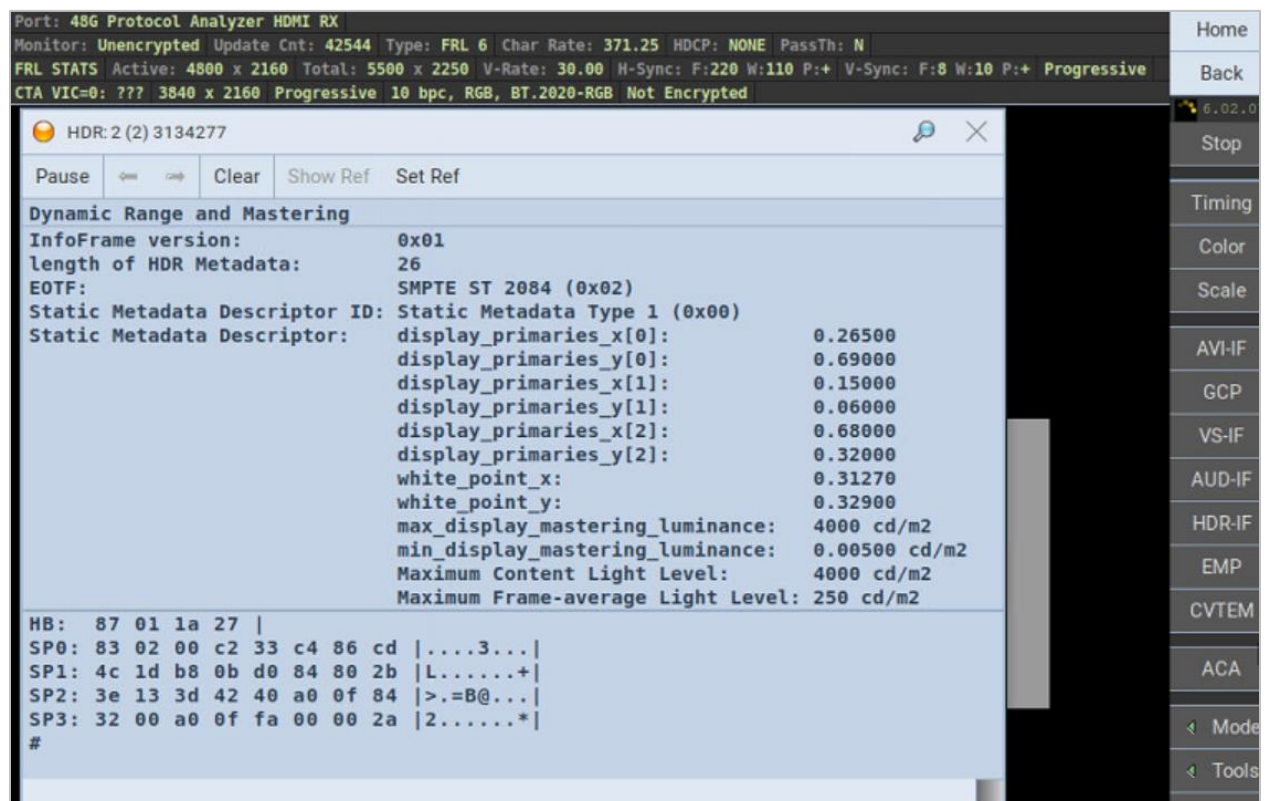 Port: 48G Protocol Analyzer HDMI RX
Monitor: Unencrypted Update Cnt: 42544 Type: FRL 6 Char Rate: 371.25 HDCP: NONE PassTh: N
FRL STATS Active: 4800 x 2160 Total: 5500 x 2250 V-Rate: 30.00 H-Sync: F:220 W:110 P:+ V-Sync: F:8 W:10 P:+ Progressive
CTA VIC=0: ??? 3840 x 2160 Progressive 10 bpc, RGB, BT.2020-RGB Not Encrypted
HDR: 2 (2) 3134277
Pause Clear Show Ref Set Ref
Dynamic Range and Mastering
InfoFrame version: 0x01
length of HDR Metadata: 26
EOTF: SMPTE ST 2084 (0x02)
Static Metadata Descriptor ID: Static Metadata Type 1 (0x00)
Static Metadata Descriptor: display_primaries_x[0]: 0.26500
display_primaries_y[0]: 0.69000
display_primaries_x[1]: 0.15000
display_primaries_y[1]: 0.06000
display_primaries_x[2]: 0.68000
display_primaries_y[2]: 0.32000
white_point_x: 0.31270
white_point_y: 0.32900
max_display_mastering_luminance: 4000 cd/m2
min_display_mastering_luminance: 0.00500 cd/m2
Maximum Content Light Level: 4000 cd/m2
Maximum Frame-average Light Level: 250 cd/m2
HB: 87 01 1a 27 |
SP0: 83 02 00 c2 33 c4 86 cd |....3...|
SP1: 4c 1d b8 0b d0 84 80 2b |L......+|
SP2: 3e 13 3d 42 40 a0 0f 84 |>.=B@...|
SP3: 32 00 a0 0f fa 00 00 2a |2......*|
#
Home
Back
6.02.0
Stop
Timing
Color
Scale
AVI-IF
GCP
VS-IF
AUD-IF
HDR-IF
EMP
CVTEM
ACA
Mode
Tools